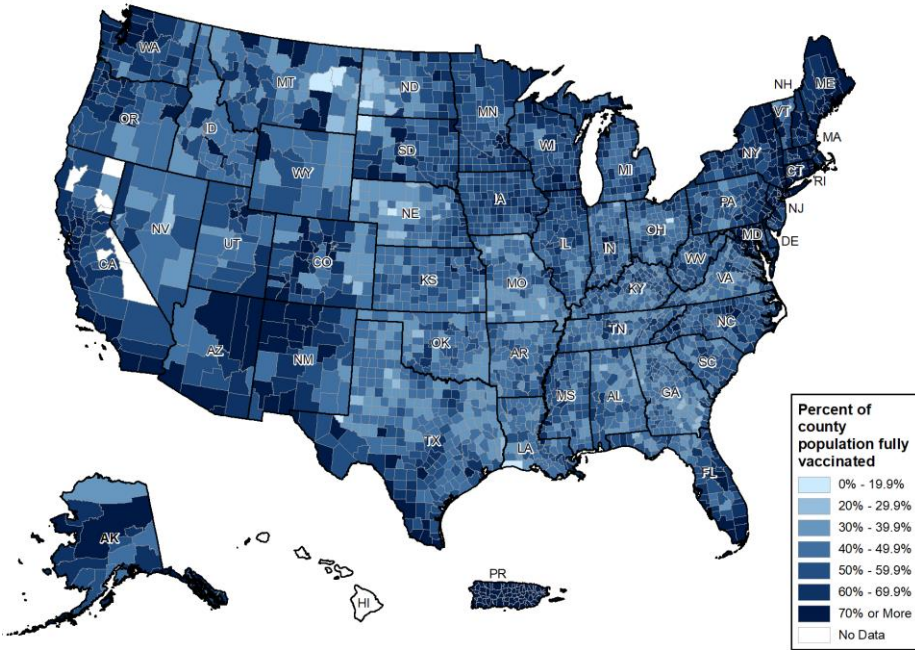 WA
MT
ND
MN
ME
NH
VT
OR
ID
WY
SD
WI
MI
NY
MA
CT
RI
NE
IA
PA
NJ
NV
UT
CO
IL
IN
OH
MD
DE
CA
KS
MO
KY
WV
VA
AZ
NM
OK
AR
TN
NC
SC
MS
AL
GA
TX
LA
FL
AK
HI
PR
Percent of
county
population fully
vaccinated
0% - 19.9%
20% - 29.9%
30% - 39.9%
40% - 49.9%
50% - 59.9%
60% - 69.9%
70% or More
No Data